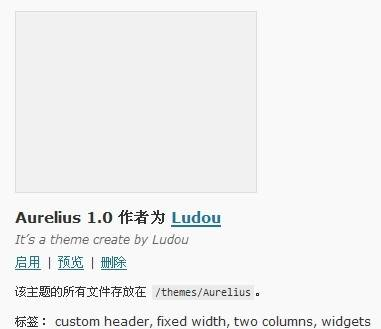 Aurelius 1.0 作者为 Ludou
It's a theme create by Ludou
启用 | 预览 | 删除
该主题的所有文件存放在 /themes/Aurelius。
标签： custom header, fixed width, two columns, widgets